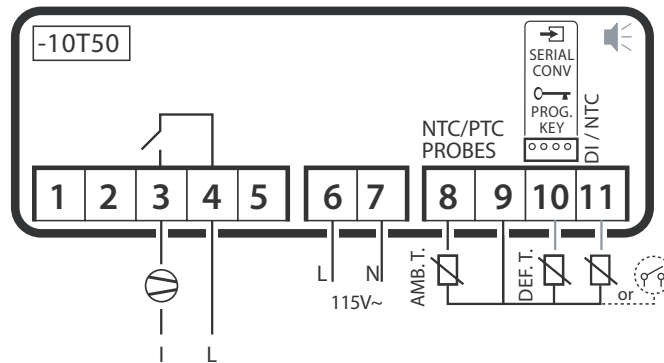 -10T50
SERIAL
CONV
PROG.
KEY
DI / NTC
NTC/PTC
PROBES
1 2 3 4 5 6 7 8 9 10 11
L N
115V~
AMB. T.
DEF. T.
or
L